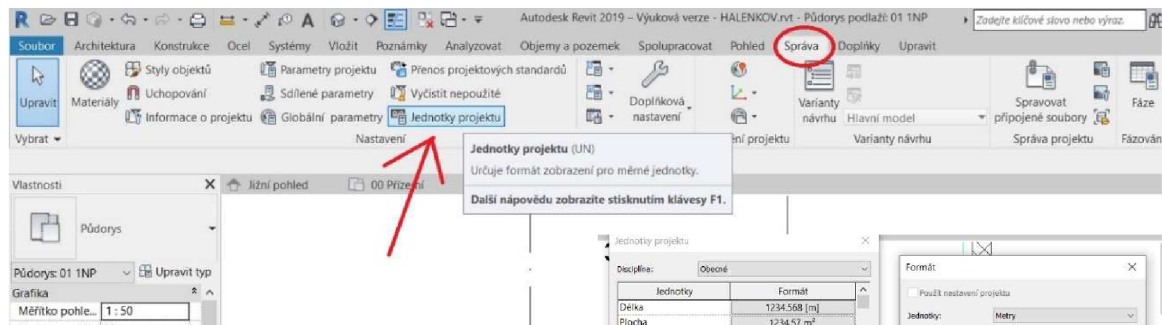 Autodesk Revit 2019 - Výuková verze - HALENKOV.rvt - Půdorys podlaží: 01 1NP
Zadejte klíčové slovo nebo výraz.
Soubor Architektura Konstrukce Ocel Systémy Vložit Poznámky Analyzovat Objemy a pozemek Spolupracovat Pohled Správa Doplňky Upravit
Styly objektů Parametry projektu Přenos projektových standardů
Upravit Materiály Uchopování Sdílené parametry Vyčistit nepoužité Doplňková nastavení Varianty návrhu Spravovat připojené soubory Fáze
Informace o projektu Globální parametry Jednotky projektu Hlavní model
Vybrat Nastavení ení projektu Varianty návrhu Správa projektu Fázován
Jednotky projektu (UN)
Určuje formát zobrazení pro měrné jednotky.
Další nápovědu zobrazíte stisknutím klávesy F1.
Vlastnosti Jižní pohled 00 Přízemní
Půdorys
Půdorys: 01 1NP Upravit typ
Grafika
Měřítko pohle... 1 : 50
Jednotky projektu
Disciplína: Obecné
Jednotky Formát
Délka 1234.568 [m]
Plocha 1234.57 m²
Formát
Použít nastavení projektu
Jednotky: Metry